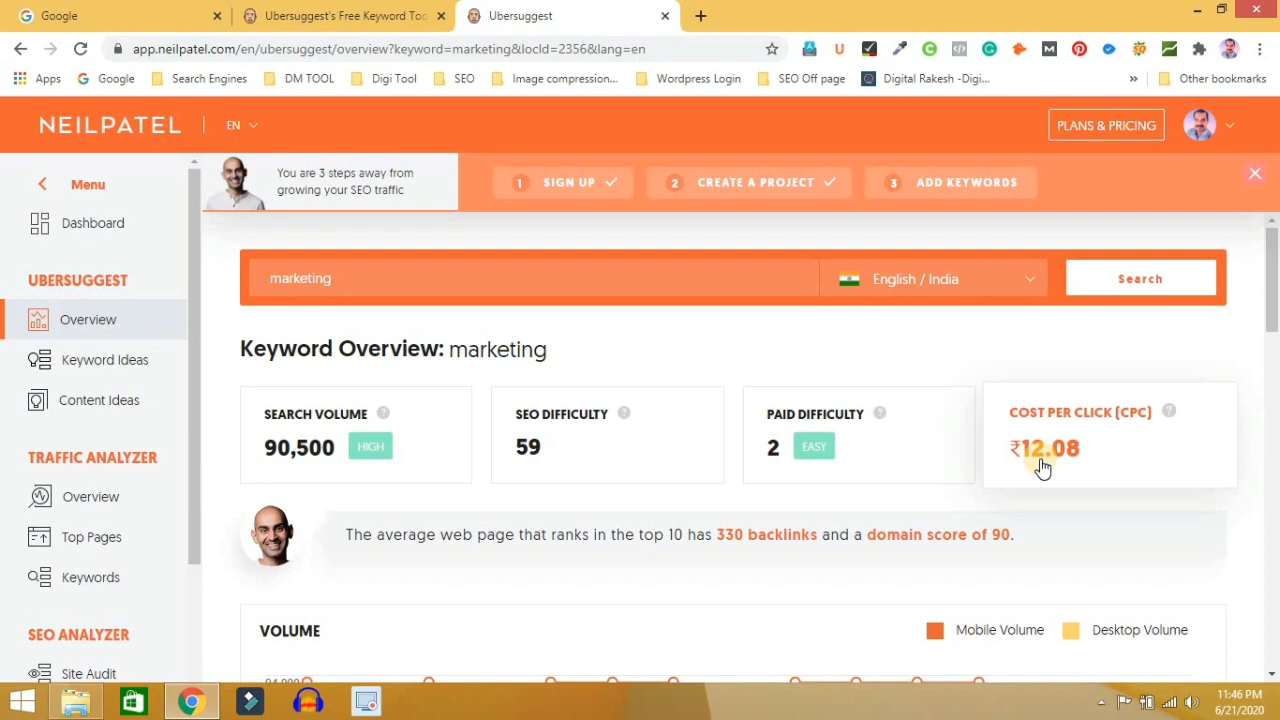 Google
Ubersuggest's Free Keyword Too
Ubersuggest
app.neilpatel.com/en/ubersuggest/overview?keyword=marketing&locId=2356&lang=en
Apps
Google
Search Engines
DM TOOL
Digi Tool
SEO
Image compression...
Wordpress Login
SEO Off page
Digital Rakesh -Digi...
»
Other bookmarks
NEILPATEL
EN
PLANS & PRICING
Menu
Dashboard
UBERSUGGEST
Overview
Keyword Ideas
Content Ideas
TRAFFIC ANALYZER
Overview
Top Pages
Keywords
SEO ANALYZER
Site Audit
You are 3 steps away from
growing your SEO traffic
1 SIGN UP
2 CREATE A PROJECT
3 ADD KEYWORDS
marketing
English / India
Search
Keyword Overview: marketing
SEARCH VOLUME ?
90,500 HIGH
SEO DIFFICULTY ?
59
PAID DIFFICULTY ?
2 EASY
COST PER CLICK (CPC) ?
₹12.08
The average web page that ranks in the top 10 has 330 backlinks and a domain score of 90.
VOLUME
Mobile Volume
Desktop Volume
11:46 PM
6/21/2020